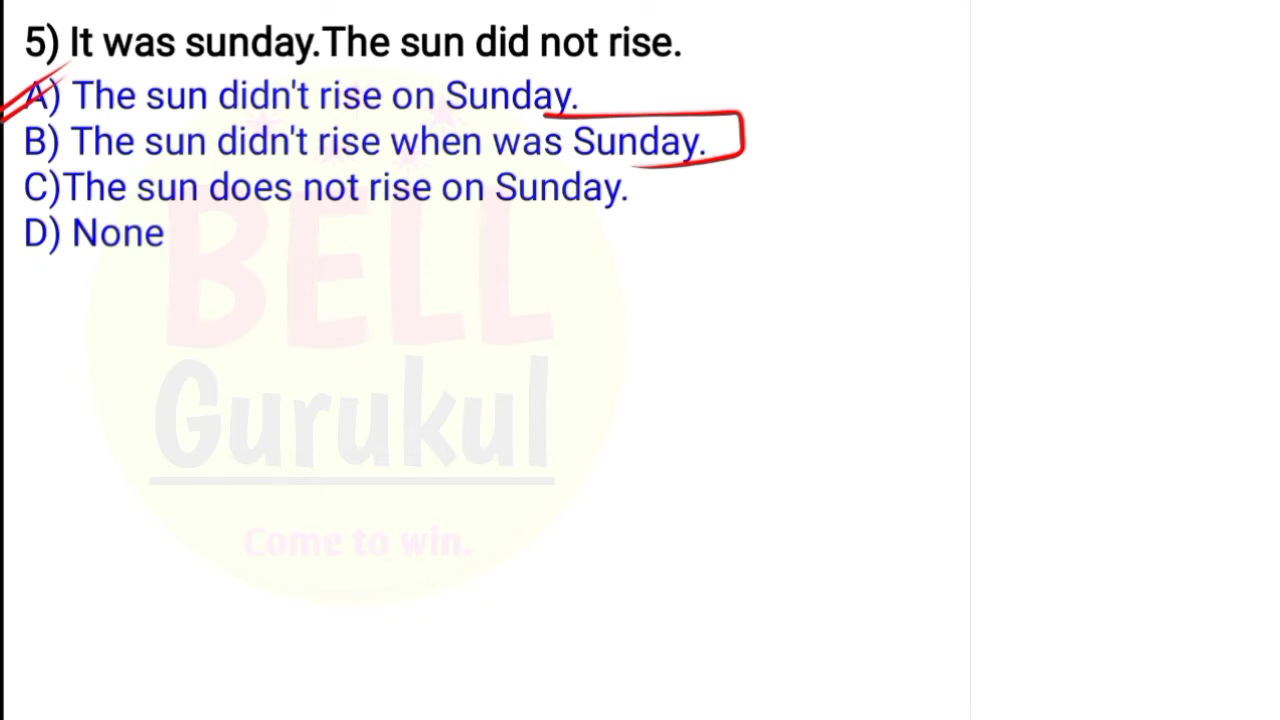 5) It was sunday.The sun did not rise.
A) The sun didn't rise on Sunday.
B) The sun didn't rise when was Sunday.
C)The sun does not rise on Sunday.
D) None
BELL
Gurukul
Come to win.